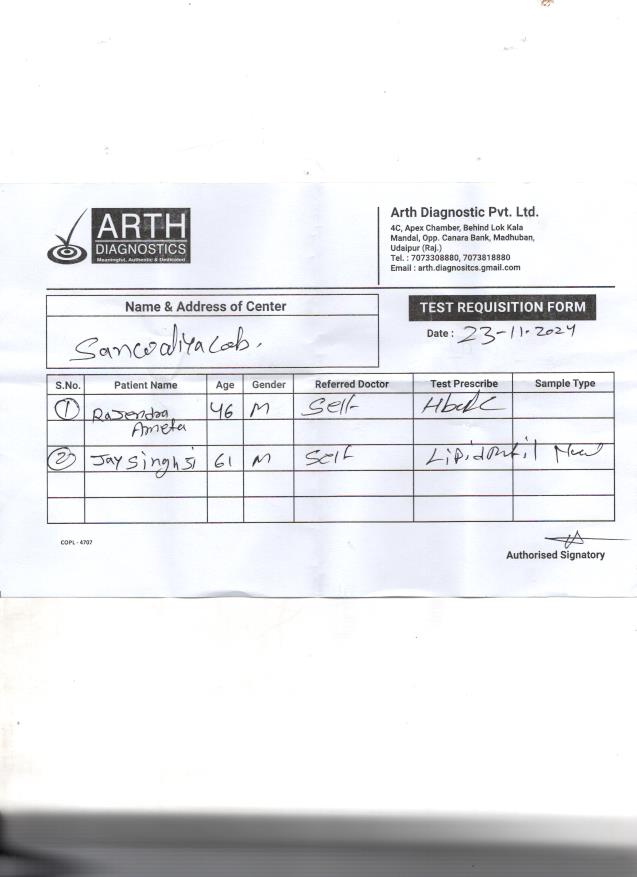 ARTH
DIAGNOSTICS
Meaningful, Authentic & Dedicated
Arth Diagnostic Pvt. Ltd.
4C, Apex Chamber, Behind Lok Kala
Mandal, Opp. Canara Bank, Madhuban,
Udaipur (Raj.)
Tel. : 7073308880, 7073818880
Email : arth.diagnositcs.gmail.com
Name & Address of Center
TEST REQUISITION FORM
Date : 23-11-2024
Lab.
S.No. Patient Name Age Gender Referred Doctor Test Prescribe Sample Type
1 Rajendra 46 M Self
Ameta
2 Jay Singh Ji 61 M Self
COPL - 4707
Authorised Signatory